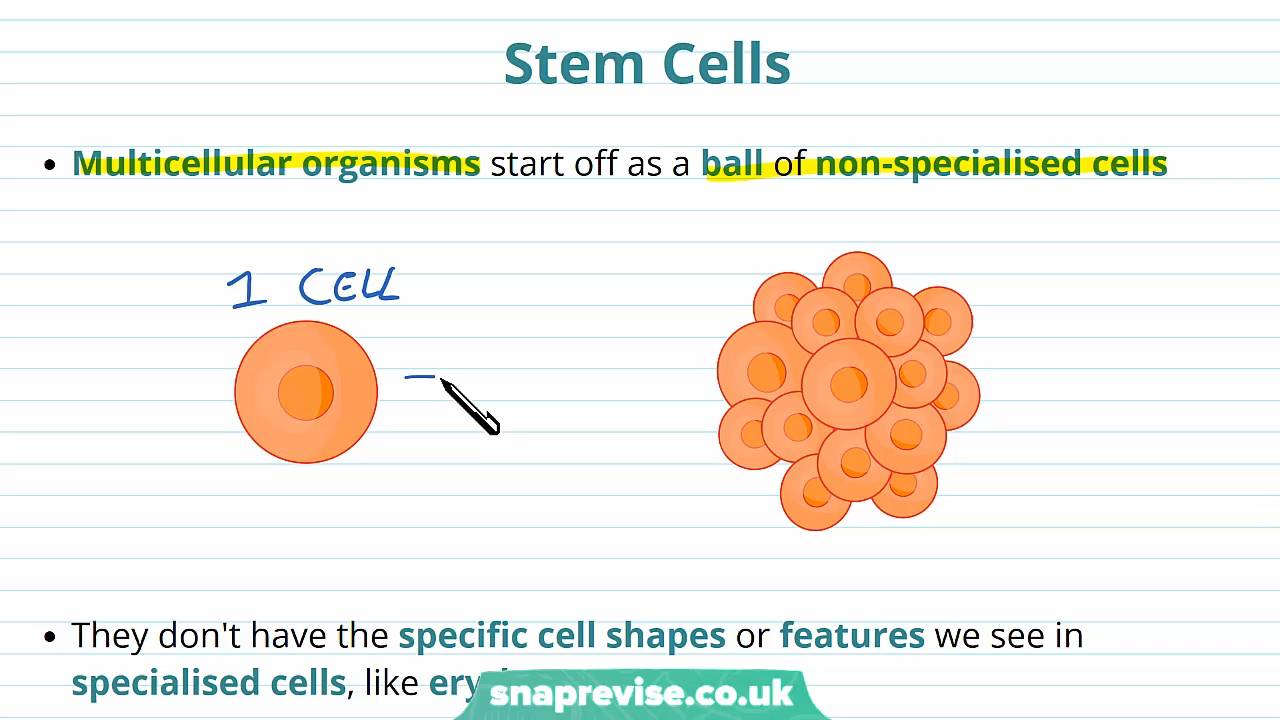 Stem Cells
• Multicellular organisms start off as a ball of non-specialised cells
1 CELL
• They don't have the specific cell shapes or features we see in
specialised cells, like
snaprevise.co.uk